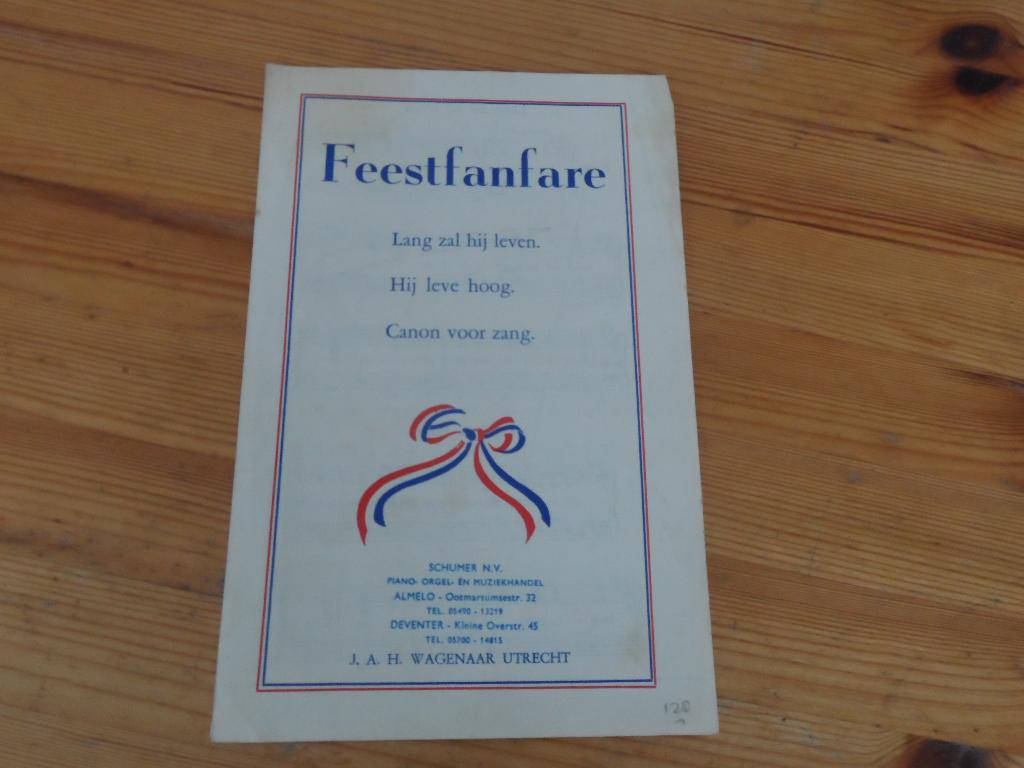 Feestfanfare
Lang zal hij leven.
Hij leve hoog.
Canon voor zang.
SCHUMER N.V.
PIANO- ORGEL- EN MUZIEKHANDEL
ALMELO - Ootmarsumsestr. 32
TEL. 05490 - 13219
DEVENTER - Kleine Overstr. 45
TEL. 05700 - 14815
J. A. H. WAGENAAR UTRECHT